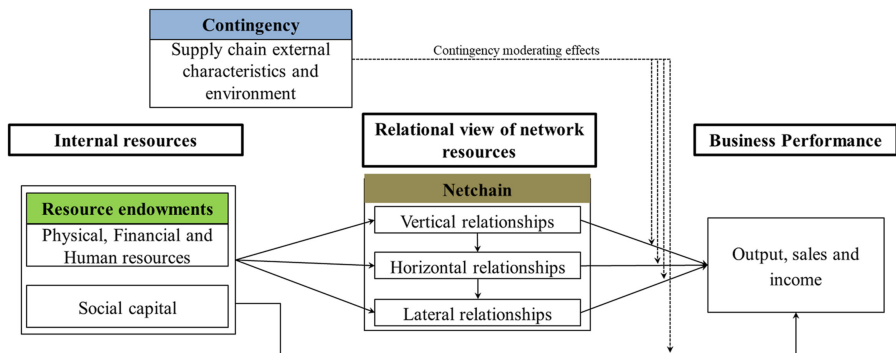 Contingency
Supply chain external
characteristics and
environment
Contingency moderating effects
Internal resources
Relational view of network
resources
Business Performance
Resource endowments
Physical, Financial and
Human resources
Social capital
Netchain
Vertical relationships
Horizontal relationships
Lateral relationships
Output, sales and
income